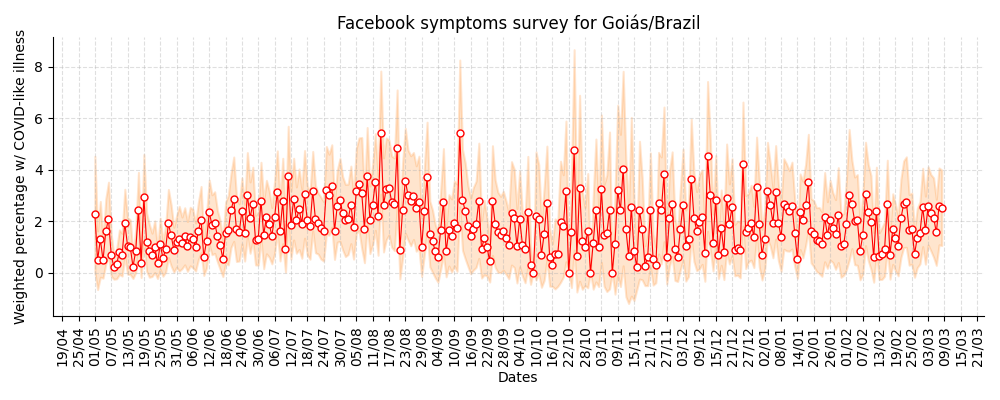 Facebook symptoms survey for Goiás/Brazil
Weighted percentage w/ COVID-like illness
8
6
4
2
0
19/04 25/04 01/05 07/05 13/05 19/05 25/05 31/05 06/06 12/06 18/06 24/06 30/06 06/07 12/07 18/07 24/07 30/07 05/08 11/08 17/08 23/08 29/08 04/09 10/09 16/09 22/09 28/09 04/10 10/10 16/10 22/10 28/10 03/11 09/11 15/11 21/11 27/11 03/12 09/12 15/12 21/12 27/12 02/01 08/01 14/01 20/01 26/01 01/02 07/02 13/02 19/02 25/02 03/03 09/03 15/03 21/03
Dates